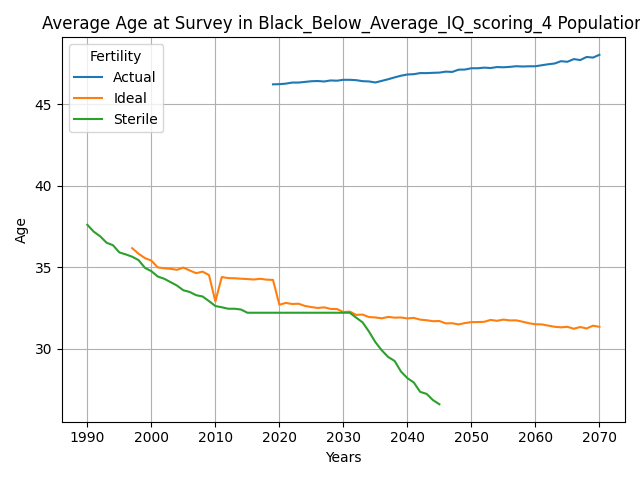 Average Age at Survey in Black_Below_Average_IQ_scoring_4 Population
Fertility
Actual
Ideal
Sterile
Age
45
40
35
30
1990 2000 2010 2020 2030 2040 2050 2060 2070
Years